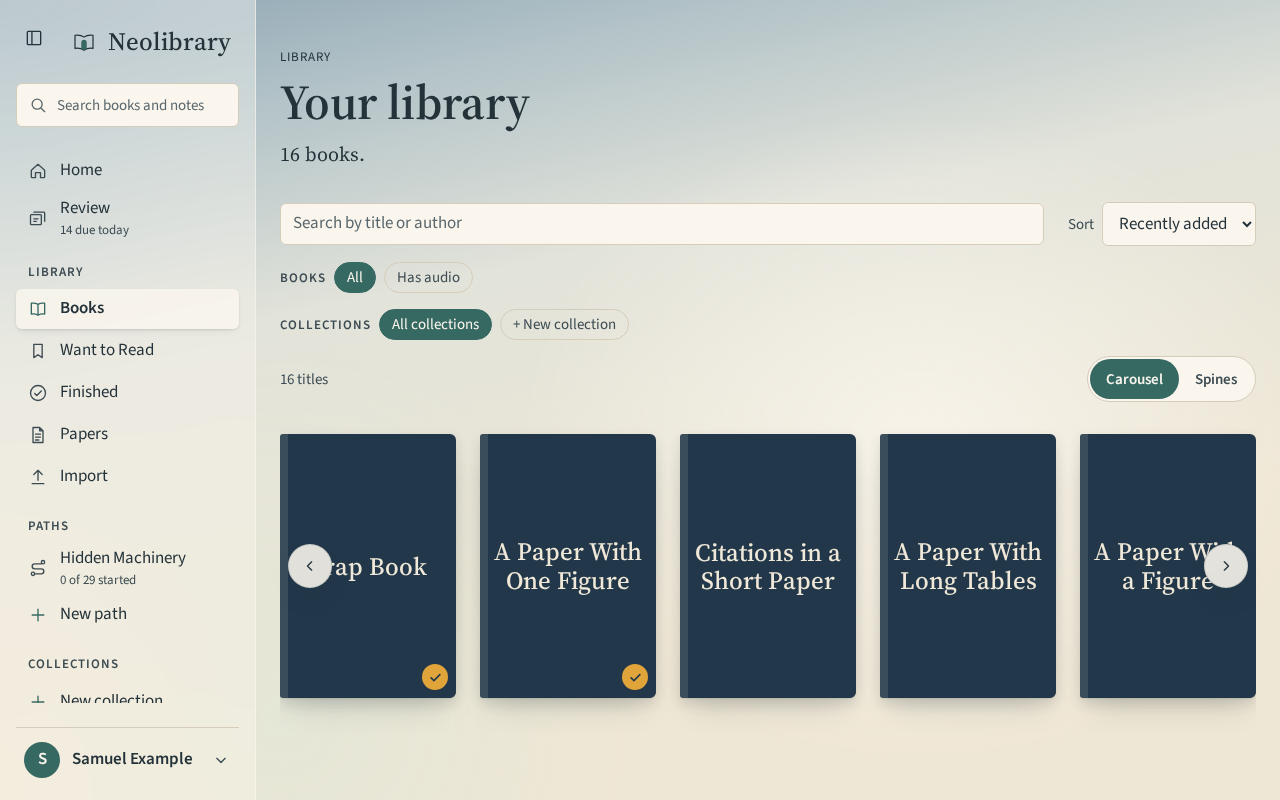 Neolibrary
Search books and notes
Home
Review
14 due today
LIBRARY
Books
Want to Read
Finished
Papers
Import
PATHS
Hidden Machinery
0 of 29 started
New path
COLLECTIONS
New collection
S
Samuel Example
LIBRARY
Your library
16 books.
Search by title or author
Sort
Recently added
BOOKS
All
Has audio
COLLECTIONS
All collections
+ New collection
16 titles
Carousel
Spines
Book
A Paper With
One Figure
Citations in a
Short Paper
A Paper With
Long Tables
A Paper With
a Figure